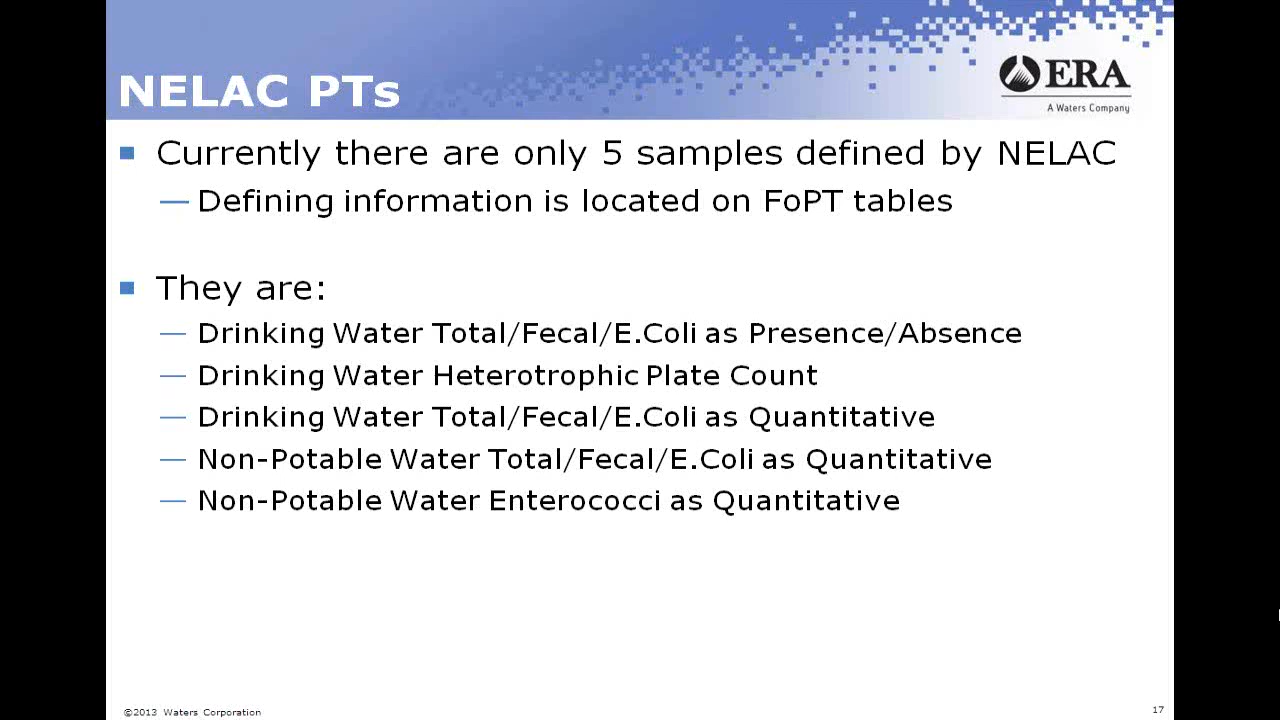 NELAC PTs
ERA
A Waters Company
Currently there are only 5 samples defined by NELAC
— Defining information is located on FoPT tables
They are:
— Drinking Water Total/Fecal/E.Coli as Presence/Absence
— Drinking Water Heterotrophic Plate Count
— Drinking Water Total/Fecal/E.Coli as Quantitative
— Non-Potable Water Total/Fecal/E.Coli as Quantitative
— Non-Potable Water Enterococci as Quantitative
©2013 Waters Corporation
17